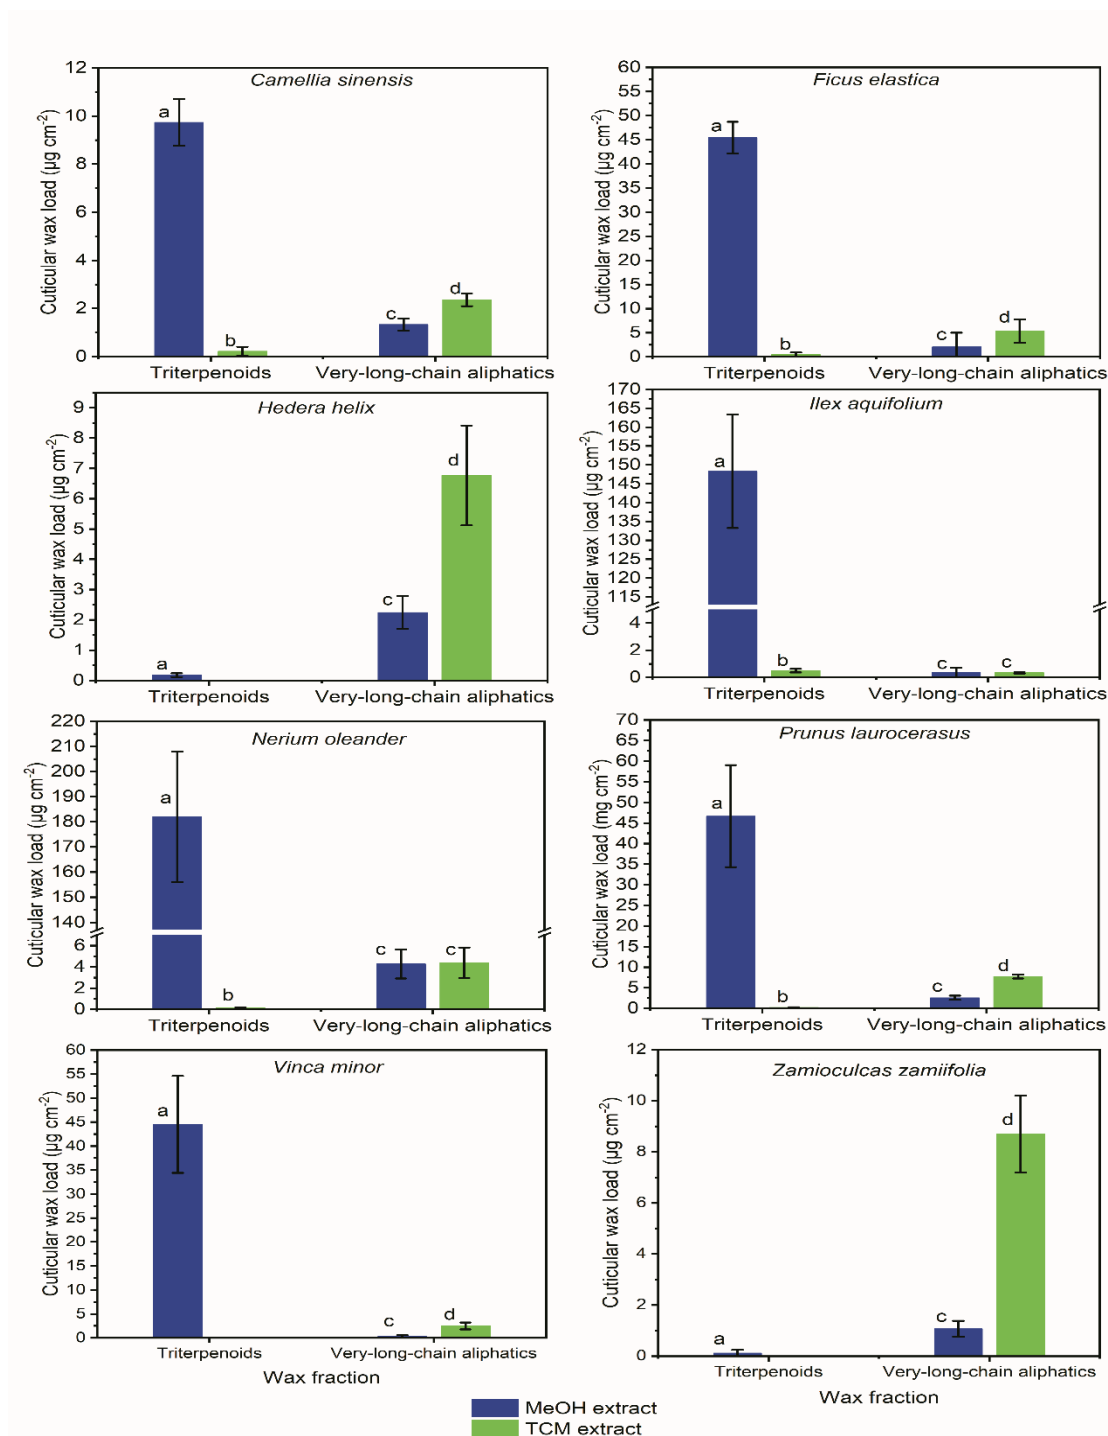 Camellia sinensis
Cuticular wax load (µg cm-2)
12
10
8
6
4
2
0
a
b
c
d
Triterpenoids
Very-long-chain aliphatics
Ficus elastica
Cuticular wax load (µg cm-2)
60
55
50
45
40
35
30
25
20
15
10
5
0
a
b
c
d
Triterpenoids
Very-long-chain aliphatics
Hedera helix
Cuticular wax load (µg cm-2)
9
8
7
6
5
4
3
2
1
0
a
c
d
Triterpenoids
Very-long-chain aliphatics
Ilex aquifolium
Cuticular wax load (µg cm-2)
170
165
160
155
150
145
140
135
130
125
120
115
4
2
0
a
b
c
c
Triterpenoids
Very-long-chain aliphatics
Nerium oleander
Cuticular wax load (µg cm-2)
220
210
200
190
180
170
160
150
140
6
4
2
0
a
b
c
c
Triterpenoids
Very-long-chain aliphatics
Prunus laurocerasus
Cuticular wax load (mg cm-2)
70
65
60
55
50
45
40
35
30
25
20
15
10
5
0
a
b
c
d
Triterpenoids
Very-long-chain aliphatics
Vinca minor
Cuticular wax load (µg cm-2)
60
55
50
45
40
35
30
25
20
15
10
5
0
a
c
d
Triterpenoids
Very-long-chain aliphatics
Wax fraction
Zamioculcas zamiifolia
Cuticular wax load (µg cm-2)
12
10
8
6
4
2
0
a
c
d
Triterpenoids
Very-long-chain aliphatics
Wax fraction
MeOH extract
TCM extract